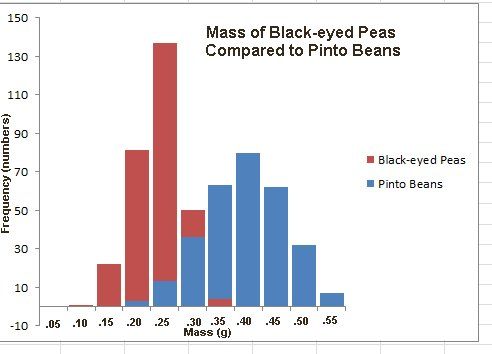 Mass of Black-eyed Peas
Compared to Pinto Beans
150
130
110
90
70
50
30
10
-10
Frequency (numbers)
Black-eyed Peas
Pinto Beans
.05 .10 .15 .20 .25 .30 .35 .40 .45 .50 .55
Mass (g)